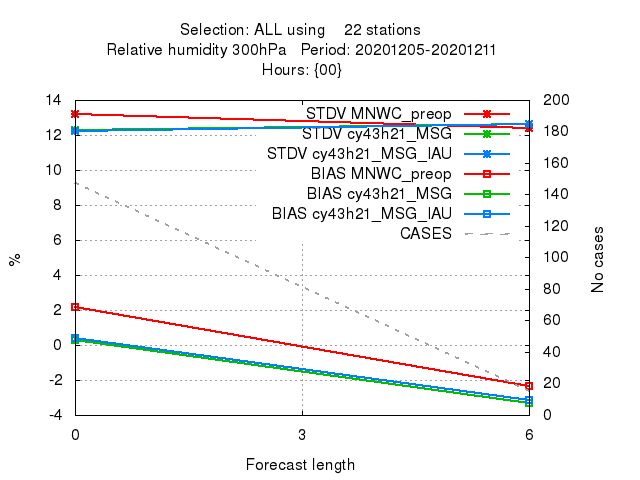 Selection: ALL using    22 stations
Relative humidity 300hPa   Period: 20201205-20201211
Hours: {00}
14
12
10
8
6
4
2
0
-2
-4
200
180
160
140
120
100
80
60
40
20
0
%
No cases
STDV MNWC_preop
STDV cy43h21_MSG
STDV cy43h21_MSG_IAU
BIAS MNWC_preop
BIAS cy43h21_MSG
BIAS cy43h21_MSG_IAU
CASES
0 3 6
Forecast length